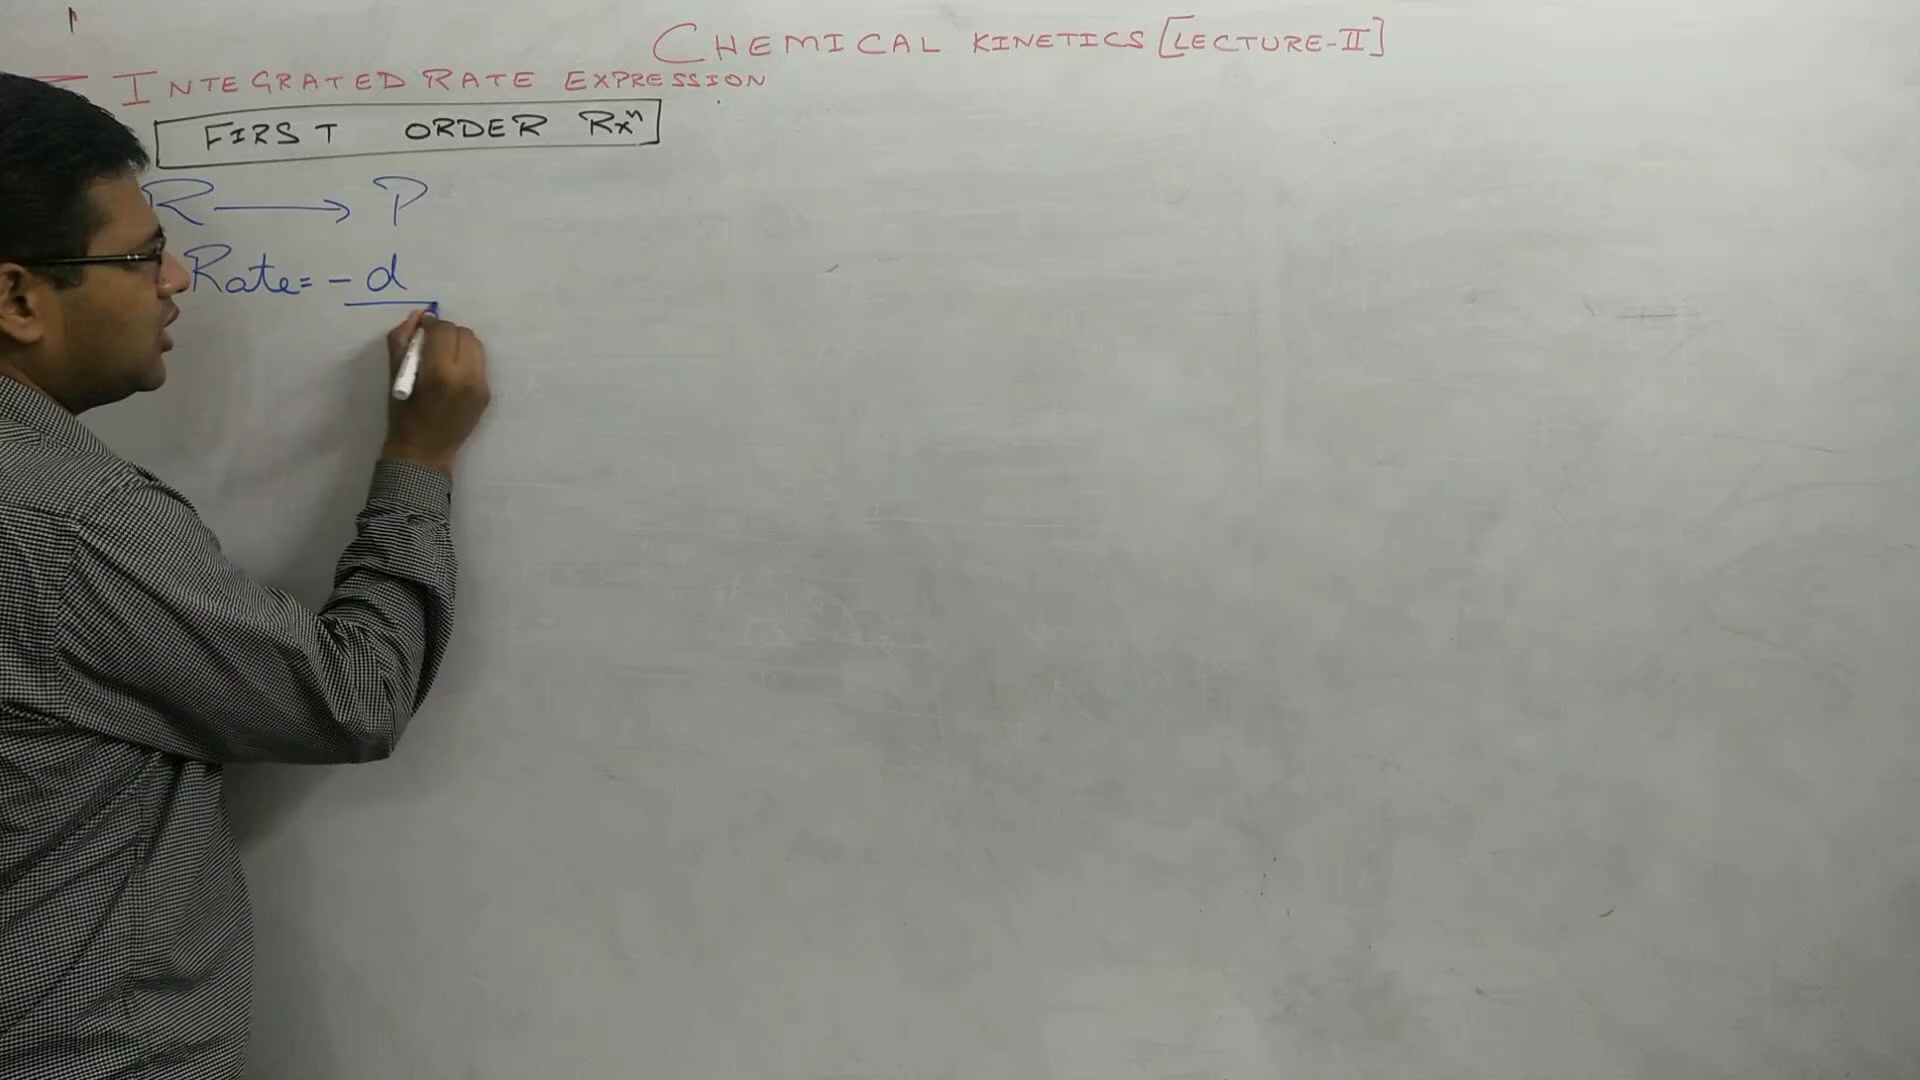 CHEMICAL KINETICS [LECTURE-II]
INTEGRATED RATE EXPRESSION
FIRST ORDER Rxⁿ
R ⟶ P
Rate = - d